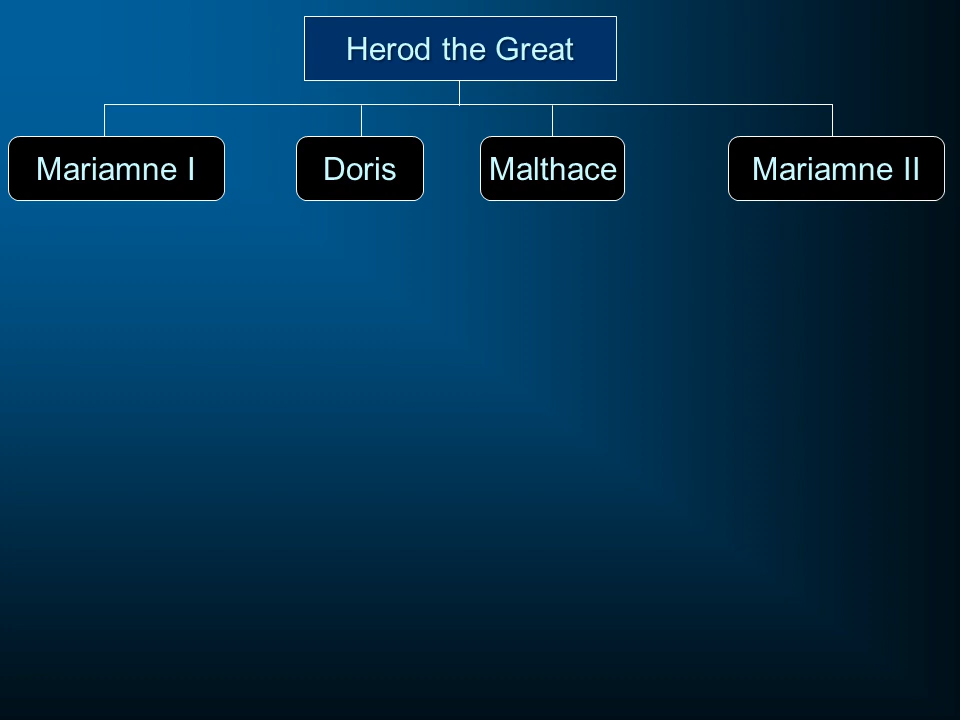 Herod the Great
Mariamne I
Doris
Malthace
Mariamne II